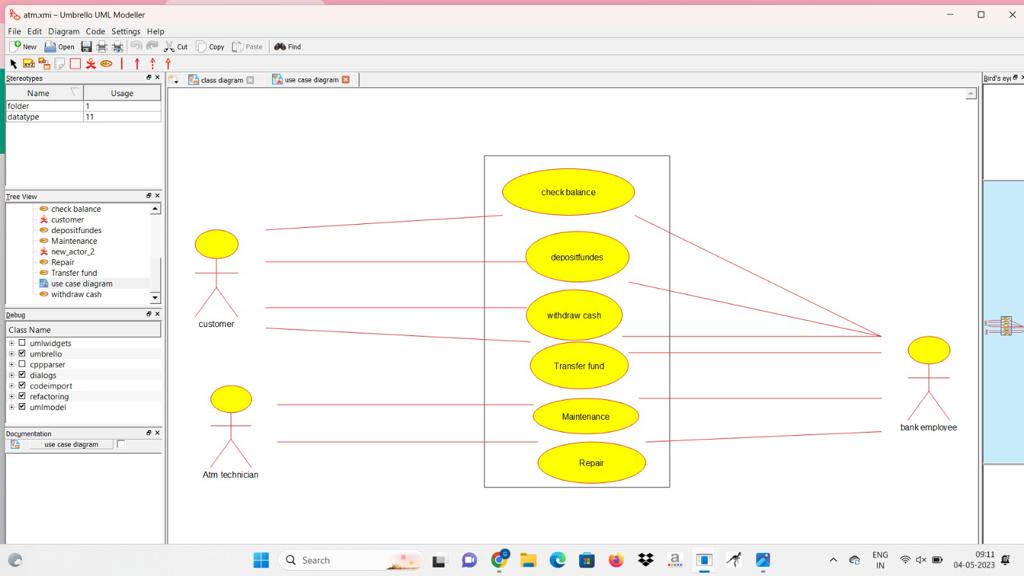 atm.xmi – Umbrello UML Modeller
File Edit Diagram Code Settings Help
New Open Cut Copy Paste Find
Stereotypes
Name Usage
folder 1
datatype 11
Tree View
check balance
customer
depositfundes
Maintenance
new_actor_2
Repair
Transfer fund
use case diagram
withdraw cash
Debug
Class Name
umlwidgets
umbrello
cppparser
dialogs
codeimport
refactoring
umlmodel
Documentation
use case diagram
class diagram use case diagram
check balance
depositfundes
withdraw cash
Transfer fund
Maintenance
Repair
customer
Atm technician
bank employee
Bird's ey
Search
ENG
IN
09:11
04-05-2023